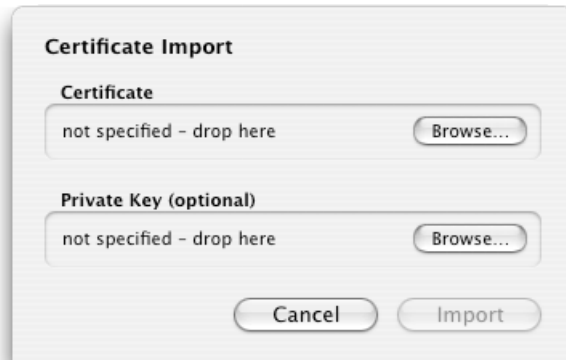 Certificate Import
Certificate
not specified – drop here Browse...
Private Key (optional)
not specified – drop here Browse...
Cancel Import